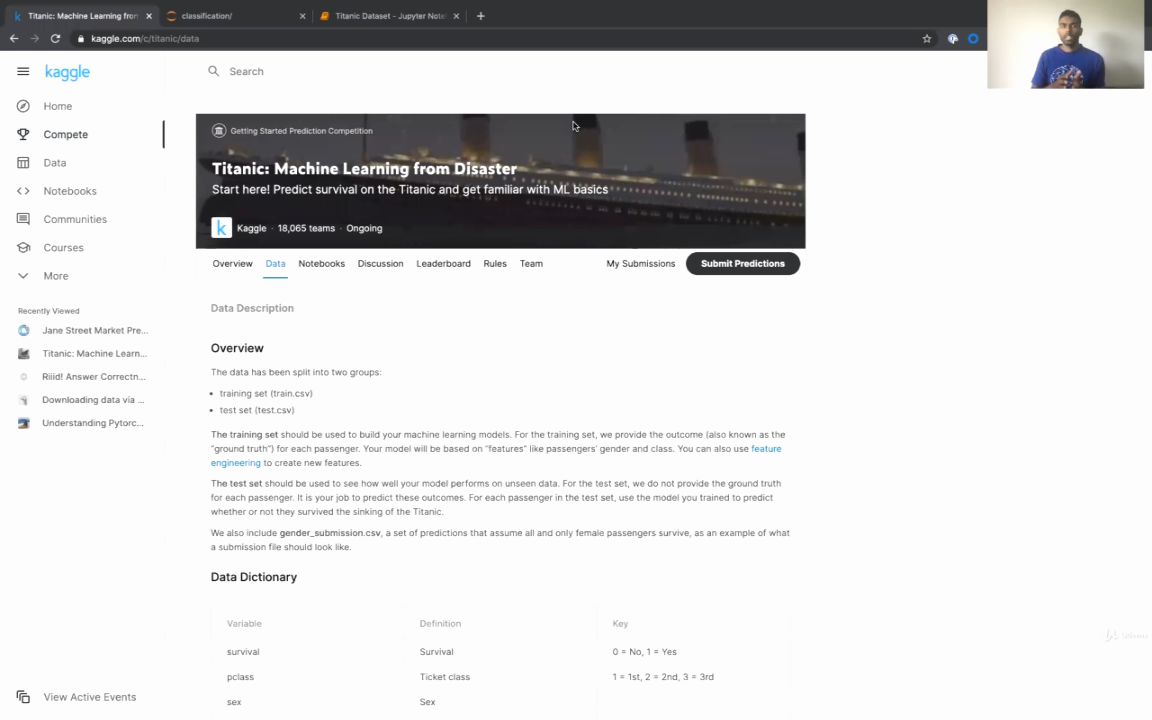 Titanic: Machine Learning from
classification/
Titanic Dataset - Jupyter Note
kaggle.com/c/titanic/data
kaggle
Search
Home
Compete
Data
Notebooks
Communities
Courses
More
Recently Viewed
Jane Street Market Pre...
Titanic: Machine Learn...
Riiid! Answer Correctn...
Downloading data via ...
Understanding Pytorc...
View Active Events
Getting Started Prediction Competition
Titanic: Machine Learning from Disaster
Start here! Predict survival on the Titanic and get familiar with ML basics
k Kaggle · 18,065 teams · Ongoing
Overview Data Notebooks Discussion Leaderboard Rules Team My Submissions Submit Predictions
Data Description
Overview
The data has been split into two groups:
• training set (train.csv)
• test set (test.csv)
The training set should be used to build your machine learning models. For the training set, we provide the outcome (also known as the
"ground truth") for each passenger. Your model will be based on "features" like passengers' gender and class. You can also use feature
engineering to create new features.
The test set should be used to see how well your model performs on unseen data. For the test set, we do not provide the ground truth
for each passenger. It is your job to predict these outcomes. For each passenger in the test set, use the model you trained to predict
whether or not they survived the sinking of the Titanic.
We also include gender_submission.csv, a set of predictions that assume all and only female passengers survive, as an example of what
a submission file should look like.
Data Dictionary
Variable Definition Key
survival Survival 0 = No, 1 = Yes
pclass Ticket class 1 = 1st, 2 = 2nd, 3 = 3rd
sex Sex